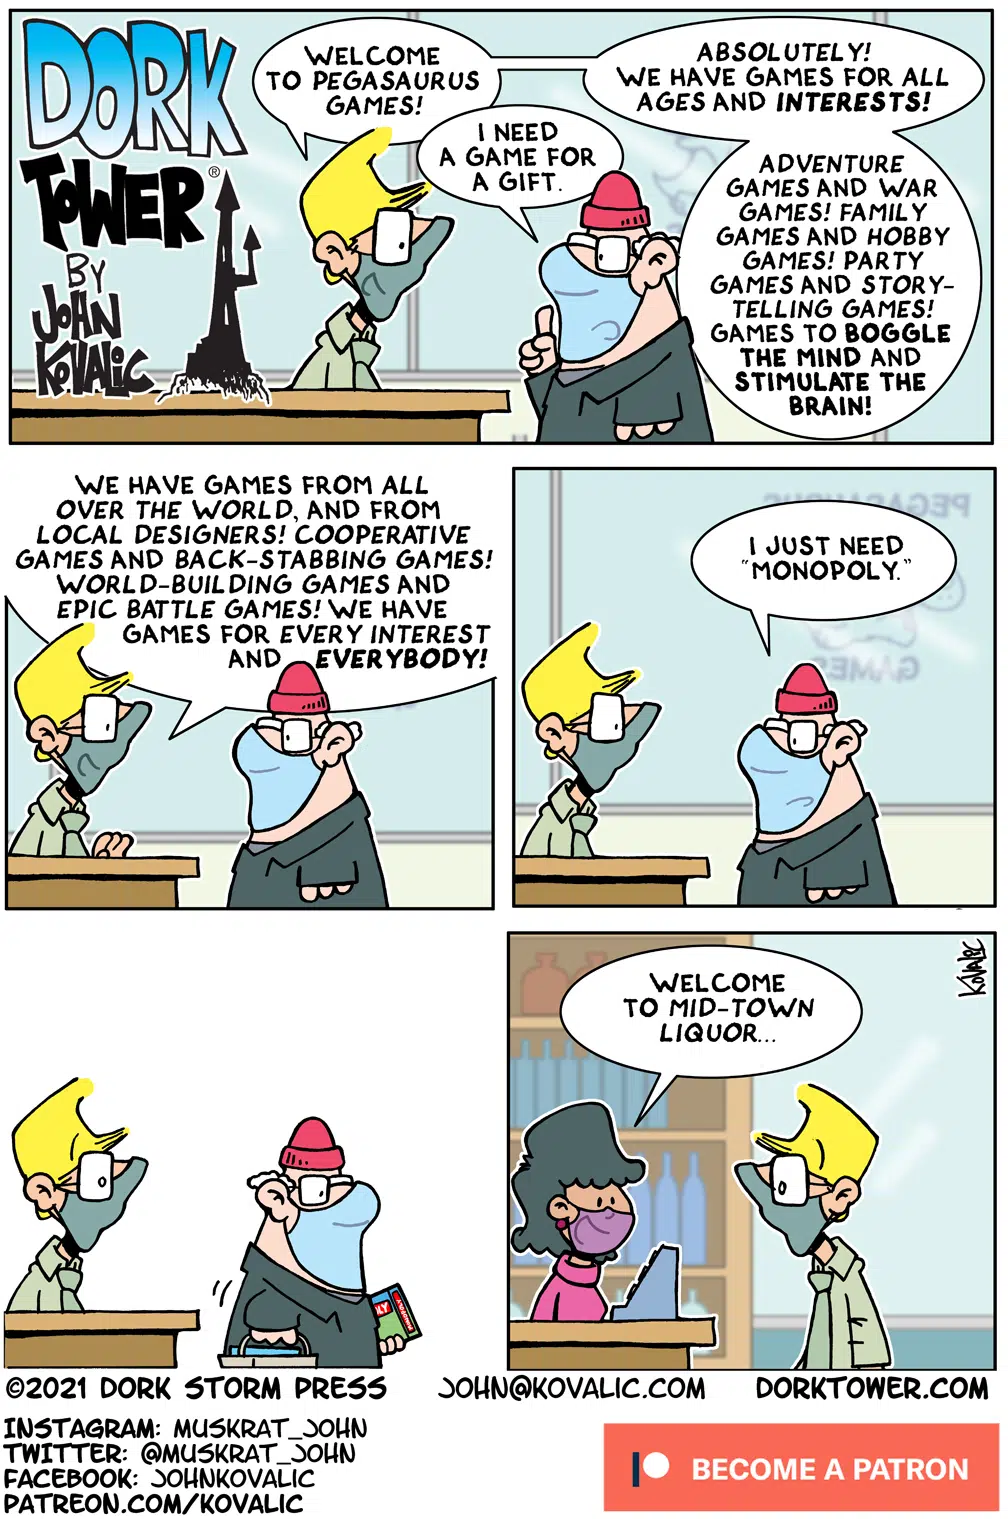 DORK
TOWER®
BY
JOHN
KOVALIC
WELCOME
TO PEGASAURUS
GAMES!
I NEED
A GAME FOR
A GIFT.
ABSOLUTELY!
WE HAVE GAMES FOR ALL
AGES AND INTERESTS!
ADVENTURE
GAMES AND WAR
GAMES! FAMILY
GAMES AND HOBBY
GAMES! PARTY
GAMES AND STORY-
TELLING GAMES!
GAMES TO BOGGLE
THE MIND AND
STIMULATE THE
BRAIN!
WE HAVE GAMES FROM ALL
OVER THE WORLD, AND FROM
LOCAL DESIGNERS! COOPERATIVE
GAMES AND BACK-STABBING GAMES!
WORLD-BUILDING GAMES AND
EPIC BATTLE GAMES! WE HAVE
GAMES FOR EVERY INTEREST
AND EVERYBODY!
PEGASAURUS
I JUST NEED
"MONOPOLY."
GAMES
LY
WELCOME
TO MID-TOWN
LIQUOR...
KOVALIC
©2021 DORK STORM PRESS JOHN@KOVALIC.COM DORKTOWER.COM
INSTAGRAM: MUSKRAT_JOHN
TWITTER: @MUSKRAT_JOHN
FACEBOOK: JOHNKOVALIC
PATREON.COM/KOVALIC
BECOME A PATRON